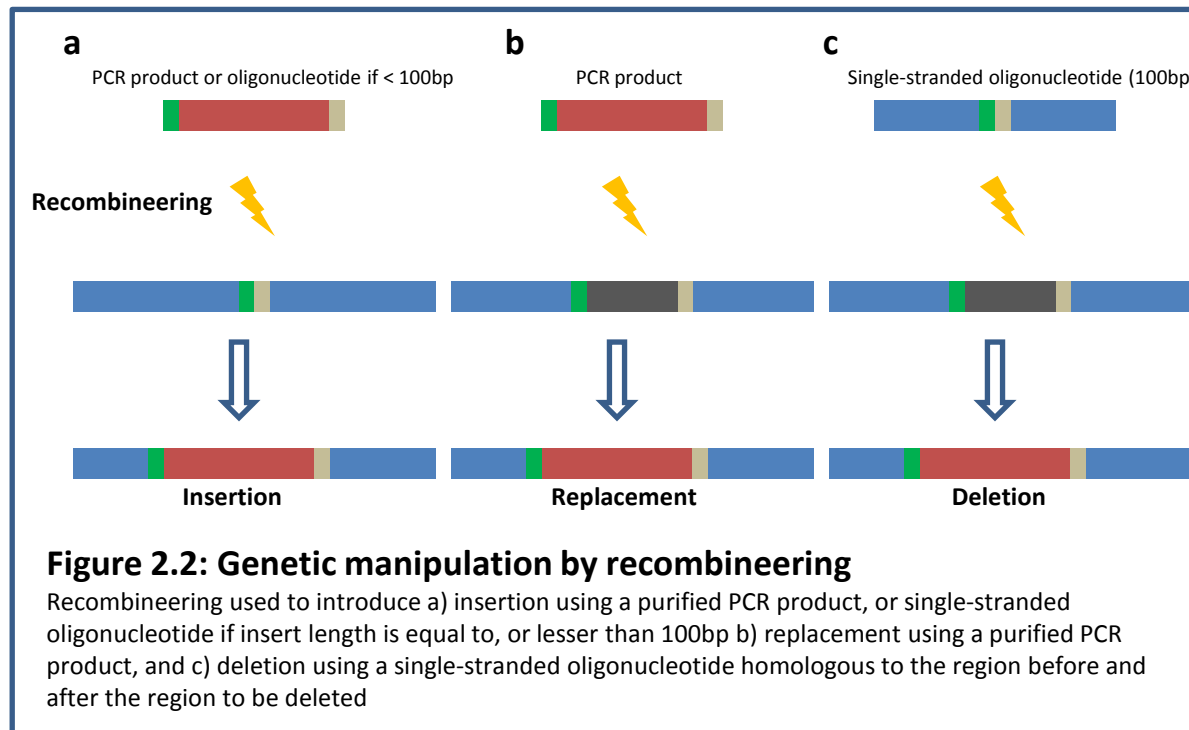 a
PCR product or oligonucleotide if < 100bp
b
PCR product
c
Single-stranded oligonucleotide (100bp
Recombineering
Insertion
Replacement
Deletion
Figure 2.2: Genetic manipulation by recombineering
Recombineering used to introduce a) insertion using a purified PCR product, or single-stranded
oligonucleotide if insert length is equal to, or lesser than 100bp b) replacement using a purified PCR
product, and c) deletion using a single-stranded oligonucleotide homologous to the region before and
after the region to be deleted